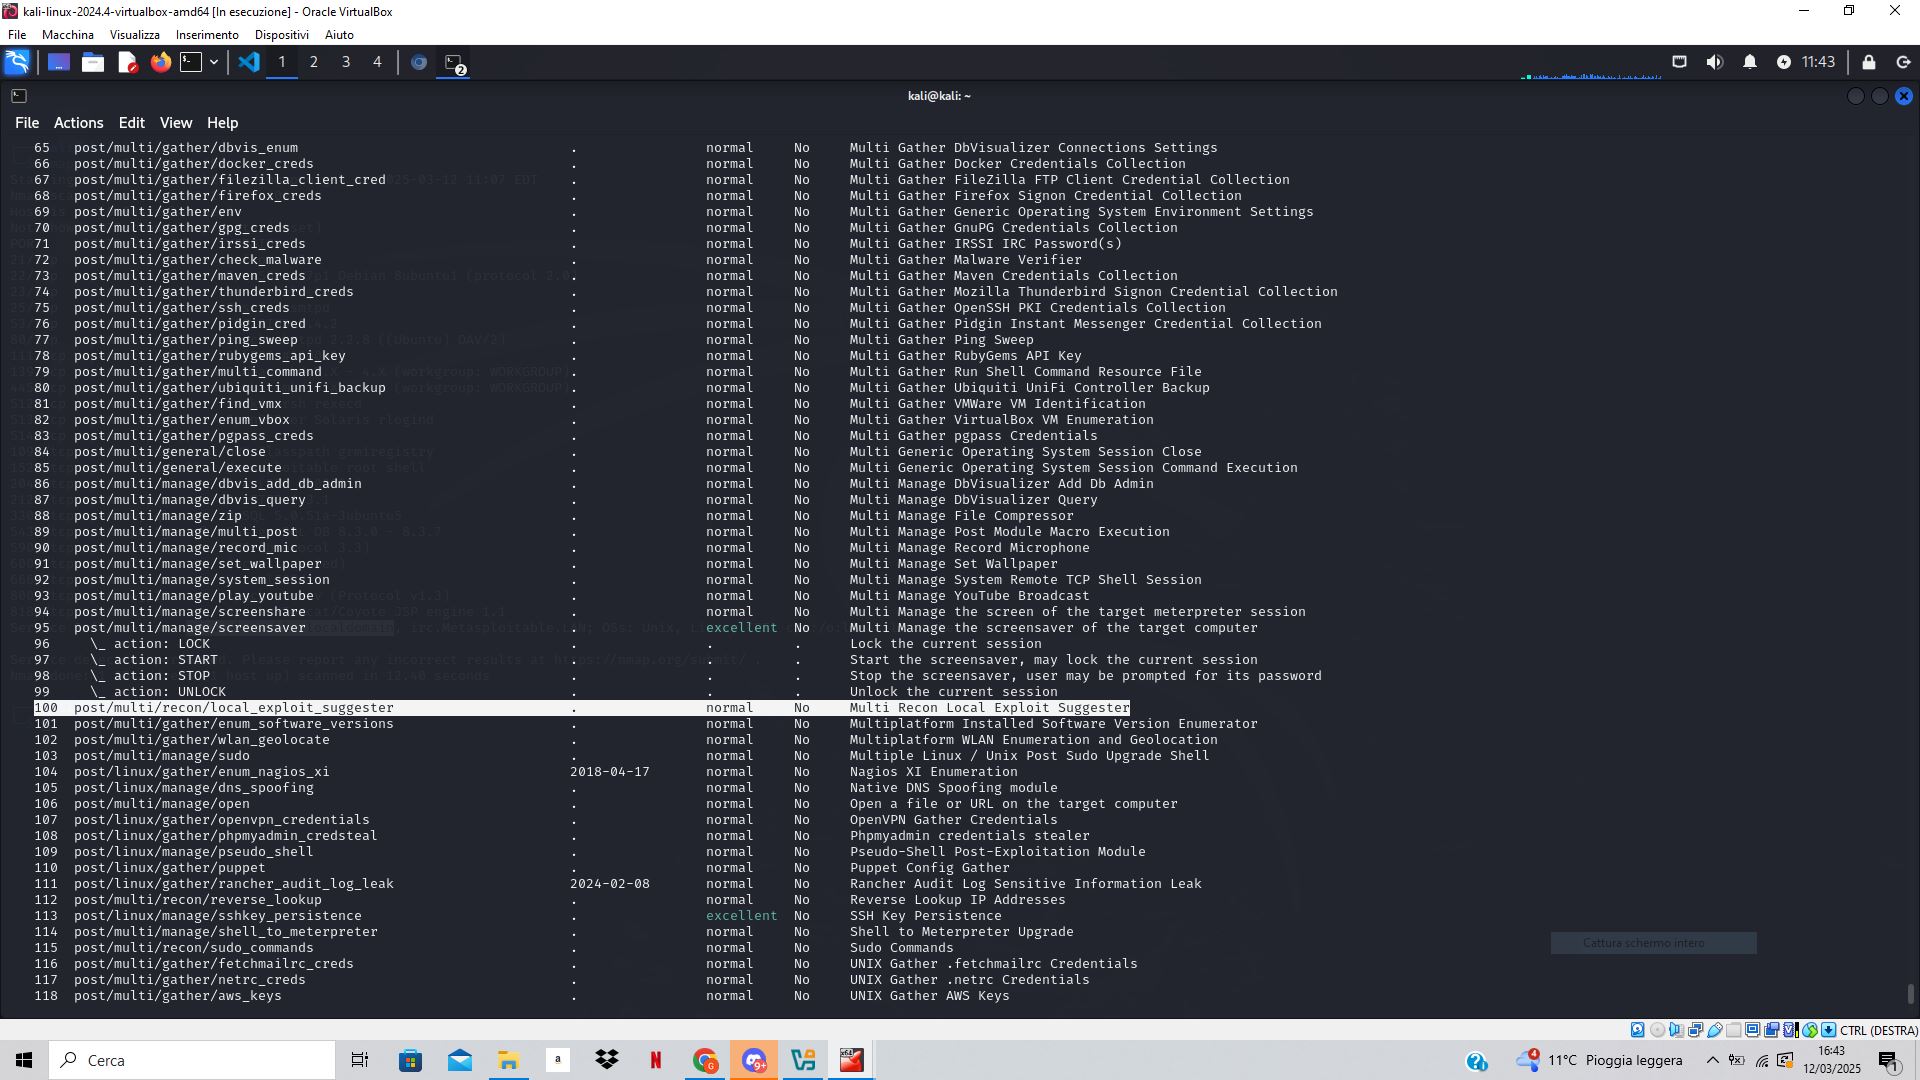 kali-linux-2024.4-virtualbox-amd64 [In esecuzione] - Oracle VirtualBox
File Macchina Visualizza Inserimento Dispositivi Aiuto
1 2 3 4 2 11:43
kali@kali: ~
File Actions Edit View Help
65 post/multi/gather/dbvis_enum . normal No Multi Gather DbVisualizer Connections Settings
66 post/multi/gather/docker_creds . normal No Multi Gather Docker Credentials Collection
67 post/multi/gather/filezilla_client_cred . normal No Multi Gather FileZilla FTP Client Credential Collection
68 post/multi/gather/firefox_creds . normal No Multi Gather Firefox Signon Credential Collection
69 post/multi/gather/env . normal No Multi Gather Generic Operating System Environment Settings
70 post/multi/gather/gpg_creds . normal No Multi Gather GnuPG Credentials Collection
71 post/multi/gather/irssi_creds . normal No Multi Gather IRSSI IRC Password(s)
72 post/multi/gather/check_malware . normal No Multi Gather Malware Verifier
73 post/multi/gather/maven_creds . normal No Multi Gather Maven Credentials Collection
74 post/multi/gather/thunderbird_creds . normal No Multi Gather Mozilla Thunderbird Signon Credential Collection
75 post/multi/gather/ssh_creds . normal No Multi Gather OpenSSH PKI Credentials Collection
76 post/multi/gather/pidgin_cred . normal No Multi Gather Pidgin Instant Messenger Credential Collection
77 post/multi/gather/ping_sweep . normal No Multi Gather Ping Sweep
78 post/multi/gather/rubygems_api_key . normal No Multi Gather RubyGems API Key
79 post/multi/gather/multi_command . normal No Multi Gather Run Shell Command Resource File
80 post/multi/gather/ubiquiti_unifi_backup . normal No Multi Gather Ubiquiti UniFi Controller Backup
81 post/multi/gather/find_vmx . normal No Multi Gather VMWare VM Identification
82 post/multi/gather/enum_vbox . normal No Multi Gather VirtualBox VM Enumeration
83 post/multi/gather/pgpass_creds . normal No Multi Gather pgpass Credentials
84 post/multi/general/close . normal No Multi Generic Operating System Session Close
85 post/multi/general/execute . normal No Multi Generic Operating System Session Command Execution
86 post/multi/manage/dbvis_add_db_admin . normal No Multi Manage DbVisualizer Add Db Admin
87 post/multi/manage/dbvis_query . normal No Multi Manage DbVisualizer Query
88 post/multi/manage/zip . normal No Multi Manage File Compressor
89 post/multi/manage/multi_post . normal No Multi Manage Post Module Macro Execution
90 post/multi/manage/record_mic . normal No Multi Manage Record Microphone
91 post/multi/manage/set_wallpaper . normal No Multi Manage Set Wallpaper
92 post/multi/manage/system_session . normal No Multi Manage System Remote TCP Shell Session
93 post/multi/manage/play_youtube . normal No Multi Manage YouTube Broadcast
94 post/multi/manage/screenshare . normal No Multi Manage the screen of the target meterpreter session
95 post/multi/manage/screensaver . excellent No Multi Manage the screensaver of the target computer
96 \_ action: LOCK . . . Lock the current session
97 \_ action: START . . . Start the screensaver, may lock the current session
98 \_ action: STOP . . . Stop the screensaver, user may be prompted for its password
99 \_ action: UNLOCK . . . Unlock the current session
100 post/multi/recon/local_exploit_suggester . normal No Multi Recon Local Exploit Suggester
101 post/multi/gather/enum_software_versions . normal No Multiplatform Installed Software Version Enumerator
102 post/multi/gather/wlan_geolocate . normal No Multiplatform WLAN Enumeration and Geolocation
103 post/multi/manage/sudo . normal No Multiple Linux / Unix Post Sudo Upgrade Shell
104 post/linux/gather/enum_nagios_xi 2018-04-17 normal No Nagios XI Enumeration
105 post/linux/manage/dns_spoofing . normal No Native DNS Spoofing module
106 post/multi/manage/open . normal No Open a file or URL on the target computer
107 post/linux/gather/openvpn_credentials . normal No OpenVPN Gather Credentials
108 post/linux/gather/phpmyadmin_credsteal . normal No Phpmyadmin credentials stealer
109 post/linux/manage/pseudo_shell . normal No Pseudo-Shell Post-Exploitation Module
110 post/linux/gather/puppet . normal No Puppet Config Gather
111 post/linux/gather/rancher_audit_log_leak 2024-02-08 normal No Rancher Audit Log Sensitive Information Leak
112 post/multi/recon/reverse_lookup . normal No Reverse Lookup IP Addresses
113 post/linux/manage/sshkey_persistence . excellent No SSH Key Persistence
114 post/multi/manage/shell_to_meterpreter . normal No Shell to Meterpreter Upgrade
115 post/multi/recon/sudo_commands . normal No Sudo Commands
116 post/multi/gather/fetchmailrc_creds . normal No UNIX Gather .fetchmailrc Credentials
117 post/multi/gather/netrc_creds . normal No UNIX Gather .netrc Credentials
118 post/multi/gather/aws_keys . normal No UNIX Gather AWS Keys
Cattura schermo intero
CTRL (DESTRA)
Cerca
11°C Pioggia leggera
16:43
12/03/2025